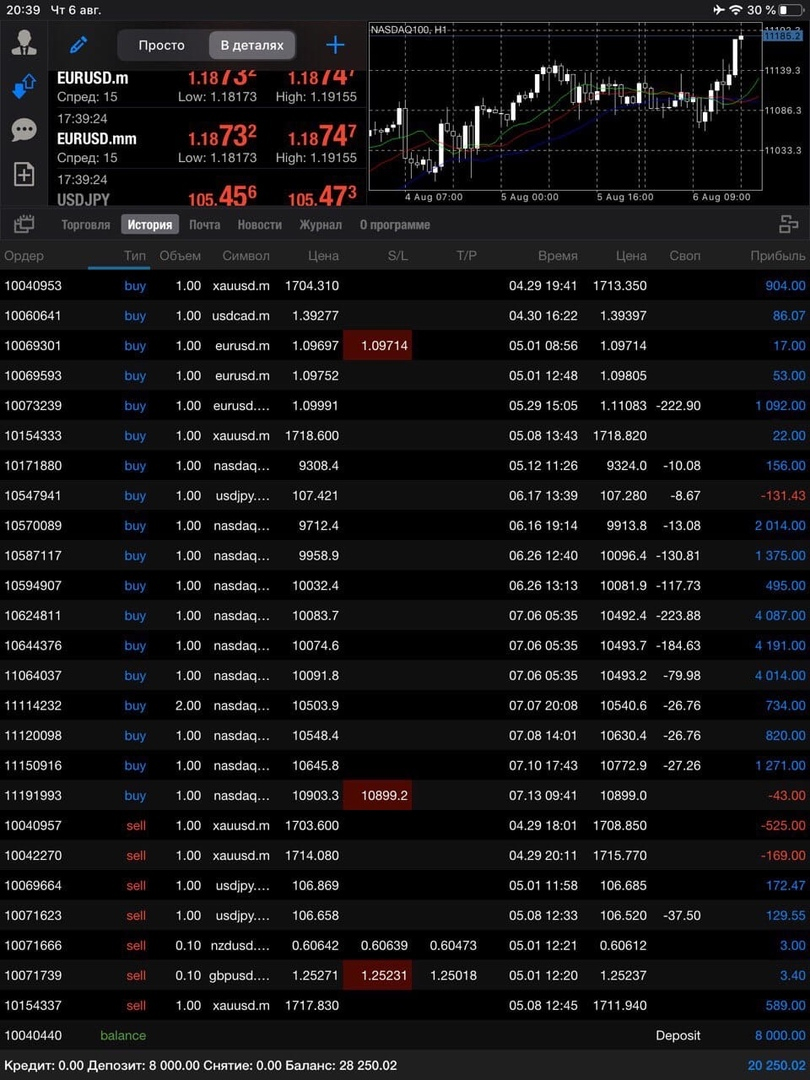 20:39 Чт 6 авг. 30 %
Просто В деталях
EURUSD.m 1.18732 1.18747
Спред: 15 Low: 1.18173 High: 1.19155
17:39:24
EURUSD.mm 1.18732 1.18747
Спред: 15 Low: 1.18173 High: 1.19155
17:39:24
USDJPY 105.456 105.473
NASDAQ100, H1
11185.2
11139.3
11086.3
11033.3
4 Aug 07:00 5 Aug 00:00 5 Aug 16:00 6 Aug 09:00
Торговля История Почта Новости Журнал О программе
Ордер Тип Объем Символ Цена S/L T/P Время Цена Своп Прибыль
10040953 buy 1.00 xauusd.m 1704.310 04.29 19:41 1713.350 904.00
10060641 buy 1.00 usdcad.m 1.39277 04.30 16:22 1.39397 86.07
10069301 buy 1.00 eurusd.m 1.09697 1.09714 05.01 08:56 1.09714 17.00
10069593 buy 1.00 eurusd.m 1.09752 05.01 12:48 1.09805 53.00
10073239 buy 1.00 eurusd.... 1.09991 05.29 15:05 1.11083 -222.90 1 092.00
10154333 buy 1.00 xauusd.m 1718.600 05.08 13:43 1718.820 22.00
10171880 buy 1.00 nasdaq... 9308.4 05.12 11:26 9324.0 -10.08 156.00
10547941 buy 1.00 usdjpy.... 107.421 06.17 13:39 107.280 -8.67 -131.43
10570089 buy 1.00 nasdaq... 9712.4 06.16 19:14 9913.8 -13.08 2 014.00
10587117 buy 1.00 nasdaq... 9958.9 06.26 12:40 10096.4 -130.81 1 375.00
10594907 buy 1.00 nasdaq... 10032.4 06.26 13:13 10081.9 -117.73 495.00
10624811 buy 1.00 nasdaq... 10083.7 07.06 05:35 10492.4 -223.88 4 087.00
10644376 buy 1.00 nasdaq... 10074.6 07.06 05:35 10493.7 -184.63 4 191.00
11064037 buy 1.00 nasdaq... 10091.8 07.06 05:35 10493.2 -79.98 4 014.00
11114232 buy 2.00 nasdaq... 10503.9 07.07 20:08 10540.6 -26.76 734.00
11120098 buy 1.00 nasdaq... 10548.4 07.08 14:01 10630.4 -26.76 820.00
11150916 buy 1.00 nasdaq... 10645.8 07.10 17:43 10772.9 -27.26 1 271.00
11191993 buy 1.00 nasdaq... 10903.3 10899.2 07.13 09:41 10899.0 -43.00
10040957 sell 1.00 xauusd.m 1703.600 04.29 18:01 1708.850 -525.00
10042270 sell 1.00 xauusd.m 1714.080 04.29 20:11 1715.770 -169.00
10069664 sell 1.00 usdjpy.... 106.869 05.01 11:58 106.685 172.47
10071623 sell 1.00 usdjpy.... 106.658 05.08 12:33 106.520 -37.50 129.55
10071666 sell 0.10 nzdusd.... 0.60642 0.60639 0.60473 05.01 12:21 0.60612 3.00
10071739 sell 0.10 gbpusd.... 1.25271 1.25231 1.25018 05.01 12:20 1.25237 3.40
10154337 sell 1.00 xauusd.m 1717.830 05.08 12:45 1711.940 589.00
10040440 balance Deposit 8 000.00
Кредит: 0.00 Депозит: 8 000.00 Снятие: 0.00 Баланс: 28 250.02 20 250.02